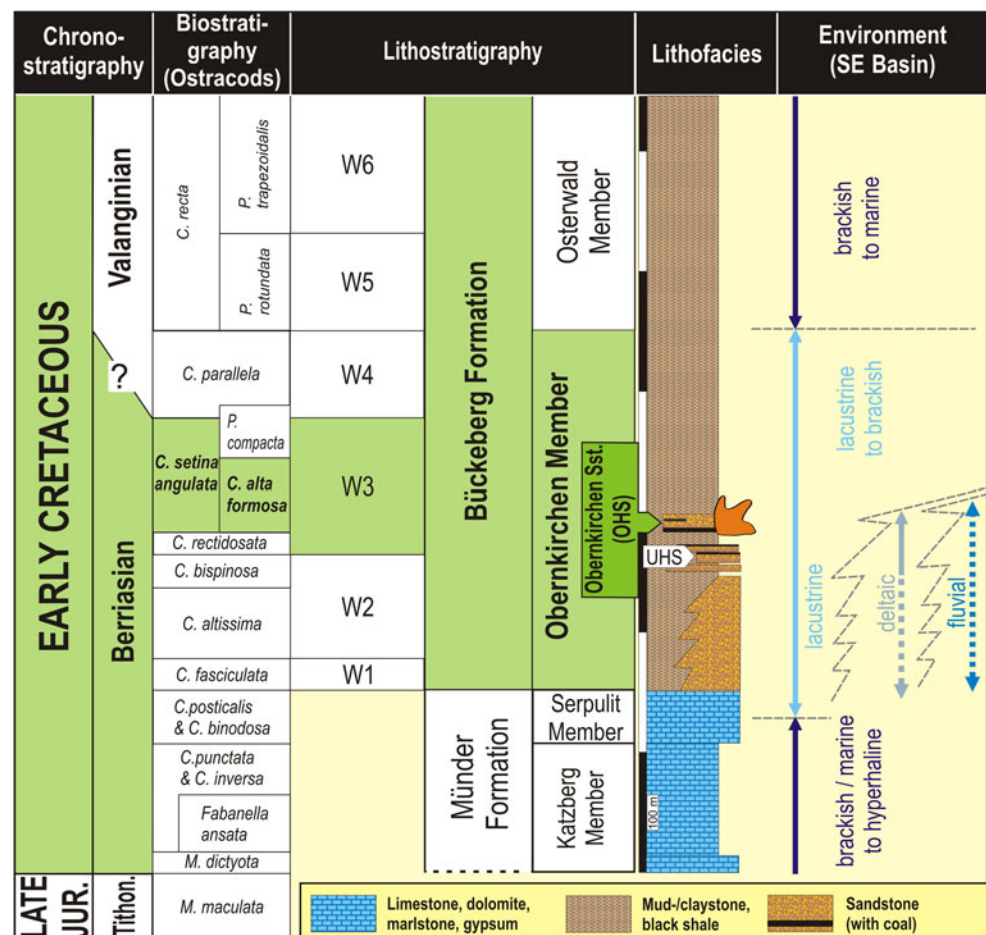 Chrono-
stratigraphy
Biostrati-
graphy
(Ostracods)
Lithostratigraphy
Lithofacies
Environment
(SE Basin)
EARLY CRETACEOUS
LATE
JUR.
Valanginian
?
Berriasian
Tithon.
C. recta
P. trapezoidalis
P. rotundata
C. parallela
P.
compacta
C. setina
angulata
C. alta
formosa
C. rectidosata
C. bispinosa
C. altissima
C. fasciculata
C.posticalis
& C. binodosa
C.punctata
& C. inversa
Fabanella
ansata
M. dictyota
M. maculata
W6
W5
W4
W3
W2
W1
Bückeberg Formation
Münder
Formation
Osterwald
Member
Obernkirchen Member
Obernkirchen Sst.
(OHS)
Serpulit
Member
Katzberg
Member
UHS
100 m
brackish
to marine
lacustrine
to brackish
lacustrine
deltaic
fluvial
brackish / marine
to hyperhaline
Limestone, dolomite,
marlstone, gypsum
Mud-/claystone,
black shale
Sandstone
(with coal)